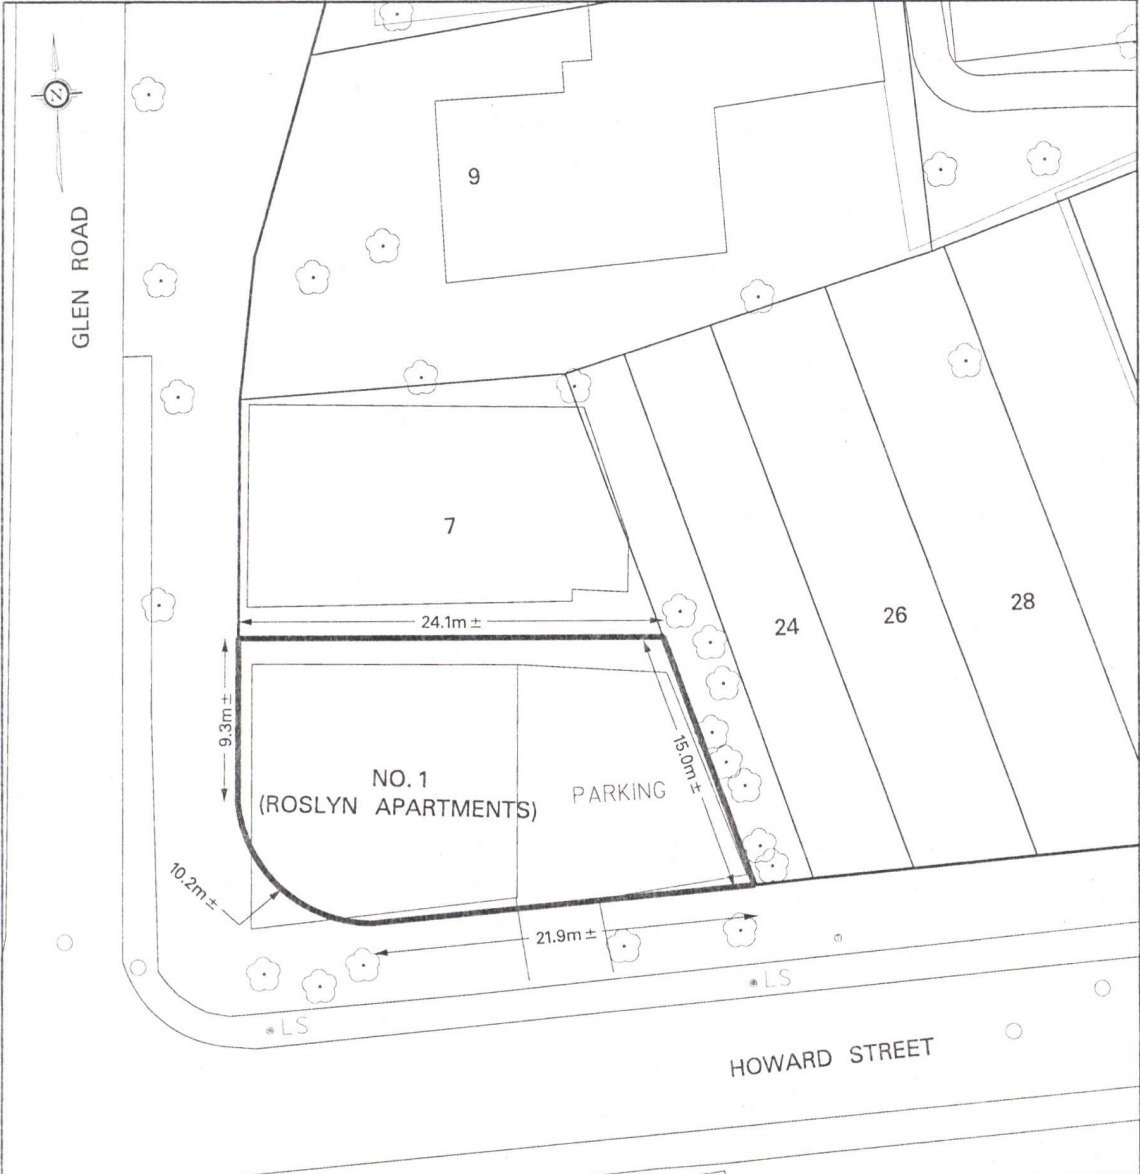 N
GLEN ROAD
9
7
24.1m ±
24
26
28
9.3m ±
15.0m ±
NO. 1
(ROSLYN APARTMENTS)
PARKING
10.2m ±
21.9m ±
LS
LS
HOWARD STREET